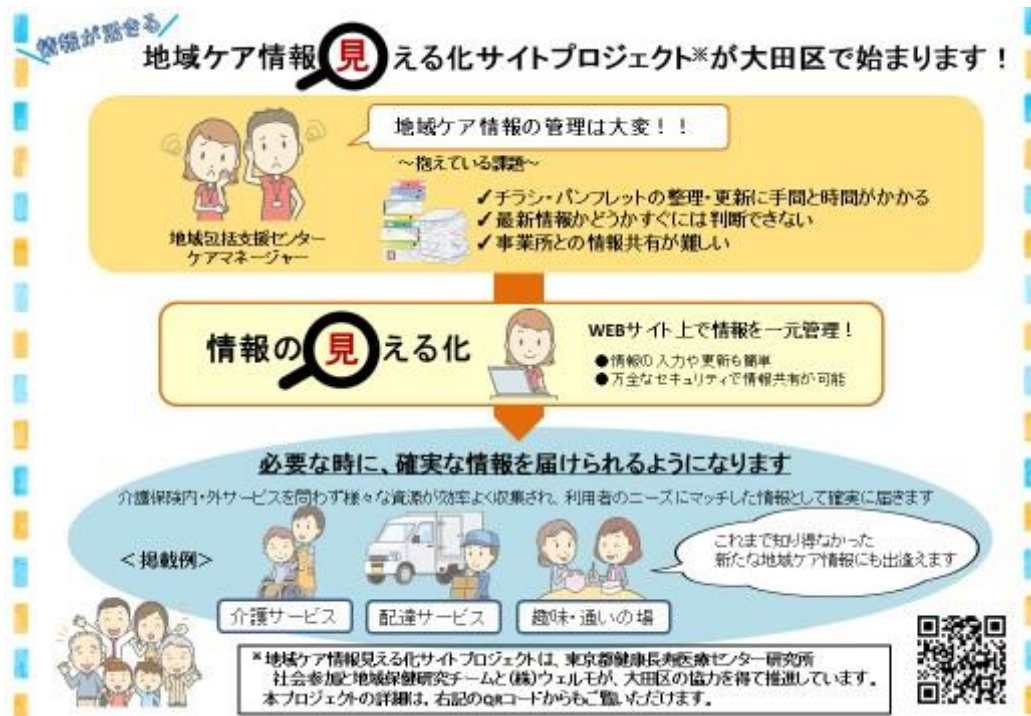 情報が活きる
地域ケア情報見える化サイトプロジェクト※が大田区で始まります！
地域ケア情報の管理は大変！！
～抱えている課題～
✓チラシ・パンフレットの整理・更新に手間と時間がかかる
✓最新情報かどうかすぐには判断できない
✓事業所との情報共有が難しい
地域包括支援センター
ケアマネージャー
情報の見える化
WEBサイト上で情報を一元管理！
●情報の入力や更新も簡単
●万全なセキュリティで情報共有が可能
必要な時に、確実な情報を届けられるようになります
介護保険内・外サービスを問わず様々な資源が効率よく収集され、利用者のニーズにマッチした情報として確実に届きます
＜掲載例＞
これまで知り得なかった
新たな地域ケア情報にも出逢えます
介護サービス
配達サービス
趣味・通いの場
※地域ケア情報見える化サイトプロジェクトは、東京都健康長寿医療センター研究所
社会参加と地域保健研究チームと(株)ウェルモが、大田区の協力を得て推進しています。
本プロジェクトの詳細は、右記のQRコードからもご覧いただけます。